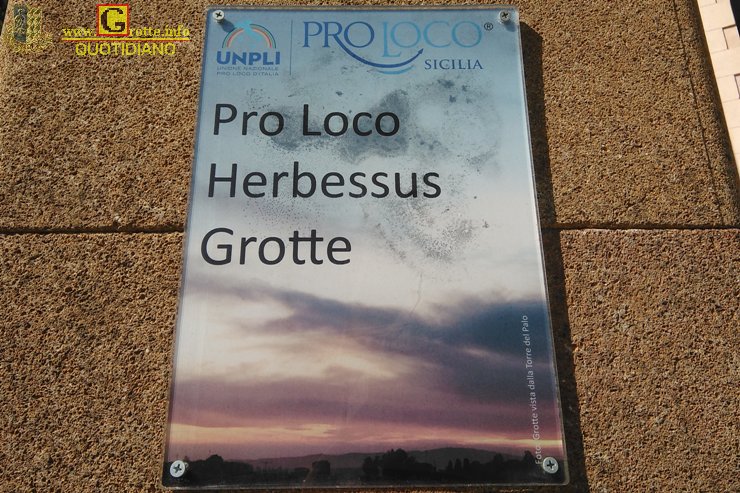 www.Grotte.info
QUOTIDIANO
UNPLI
UNIONE NAZIONALE
PRO LOCO D'ITALIA
PRO LOCO®
SICILIA
Pro Loco
Herbessus
Grotte
Foto: Grotte vista dalla Torre del Palo